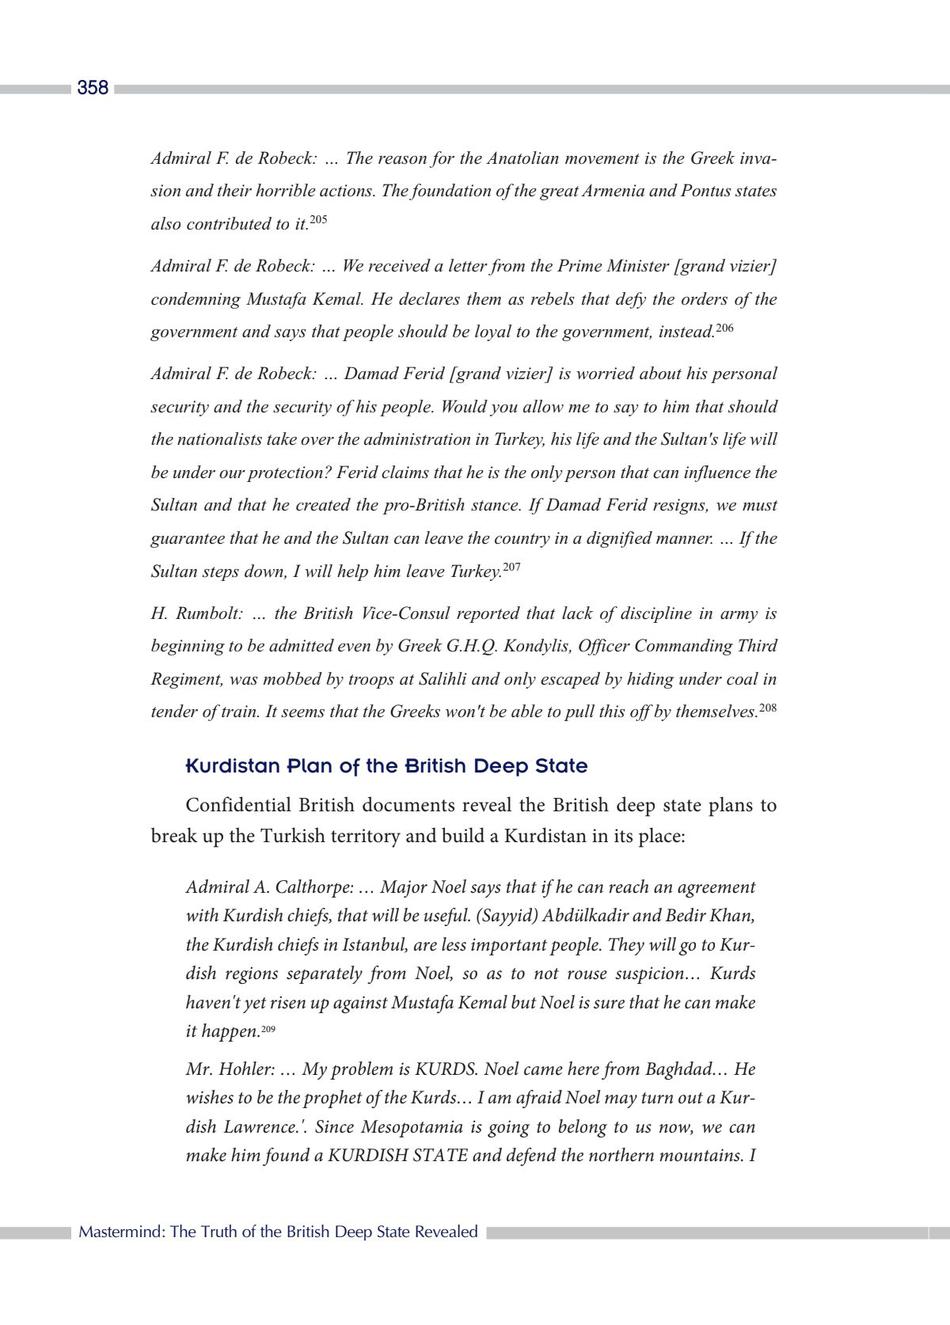 358
Admiral F. de Robeck: ... The reason for the Anatolian movement is the Greek inva-
sion and their horrible actions. The foundation of the great Armenia and Pontus states
also contributed to it.205
Admiral F. de Robeck: ... We received a letter from the Prime Minister [grand vizier]
condemning Mustafa Kemal. He declares them as rebels that defy the orders of the
government and says that people should be loyal to the government, instead.206
Admiral F. de Robeck: ... Damad Ferid [grand vizier] is worried about his personal
security and the security of his people. Would you allow me to say to him that should
the nationalists take over the administration in Turkey, his life and the Sultan's life will
be under our protection? Ferid claims that he is the only person that can influence the
Sultan and that he created the pro-British stance. If Damad Ferid resigns, we must
guarantee that he and the Sultan can leave the country in a dignified manner. ... If the
Sultan steps down, I will help him leave Turkey.207
H. Rumbolt: ... the British Vice-Consul reported that lack of discipline in army is
beginning to be admitted even by Greek G.H.Q. Kondylis, Officer Commanding Third
Regiment, was mobbed by troops at Salihli and only escaped by hiding under coal in
tender of train. It seems that the Greeks won't be able to pull this off by themselves.208
Kurdistan Plan of the British Deep State
Confidential British documents reveal the British deep state plans to
break up the Turkish territory and build a Kurdistan in its place:
Admiral A. Calthorpe: … Major Noel says that if he can reach an agreement
with Kurdish chiefs, that will be useful. (Sayyid) Abdülkadir and Bedir Khan,
the Kurdish chiefs in Istanbul, are less important people. They will go to Kur-
dish regions separately from Noel, so as to not rouse suspicion… Kurds
haven't yet risen up against Mustafa Kemal but Noel is sure that he can make
it happen.209
Mr. Hohler: … My problem is KURDS. Noel came here from Baghdad… He
wishes to be the prophet of the Kurds… I am afraid Noel may turn out a Kur-
dish Lawrence.'. Since Mesopotamia is going to belong to us now, we can
make him found a KURDISH STATE and defend the northern mountains. I
Mastermind: The Truth of the British Deep State Revealed